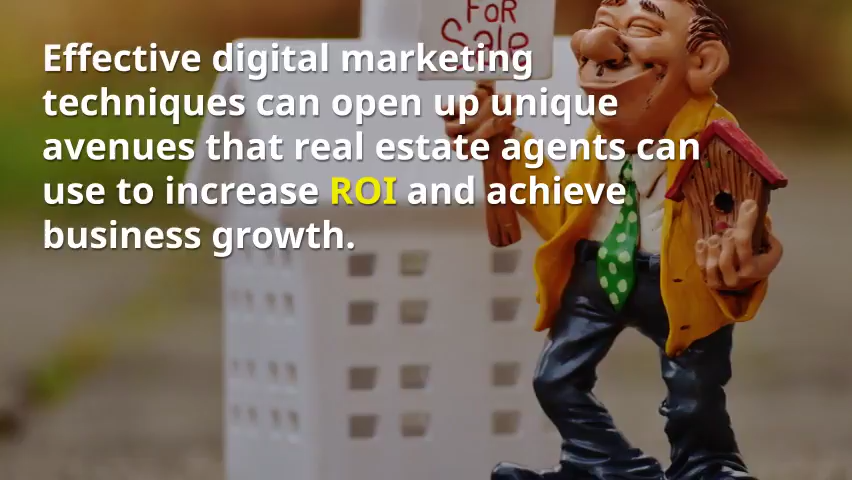 FOR
Sale
Effective digital marketing
techniques can open up unique
avenues that real estate agents can
use to increase ROI and achieve
business growth.